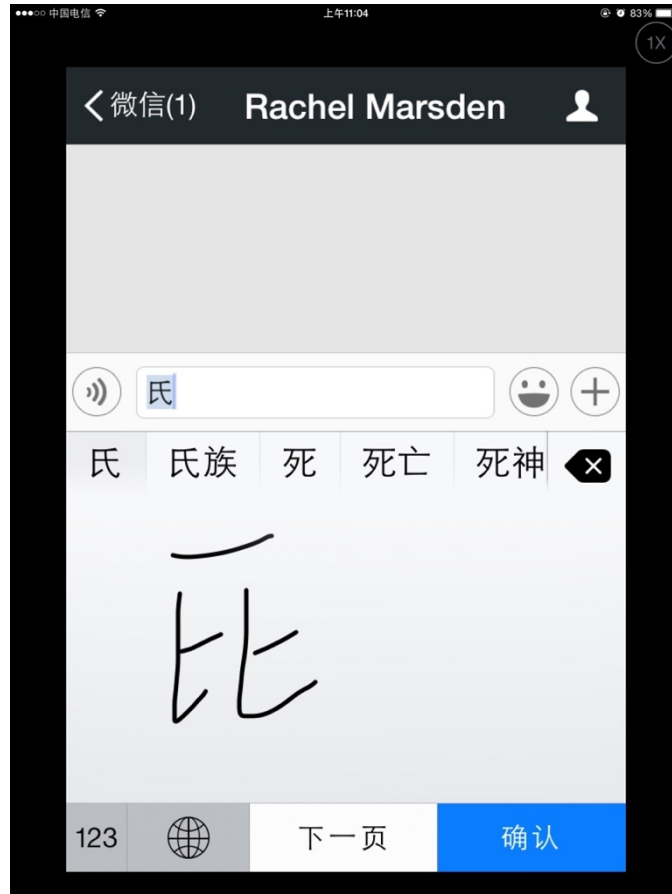 中国电信 上午11:04 83%
1X
微信(1) Rachel Marsden
氏
氏 氏族 死 死亡 死神
123 下一页 确认